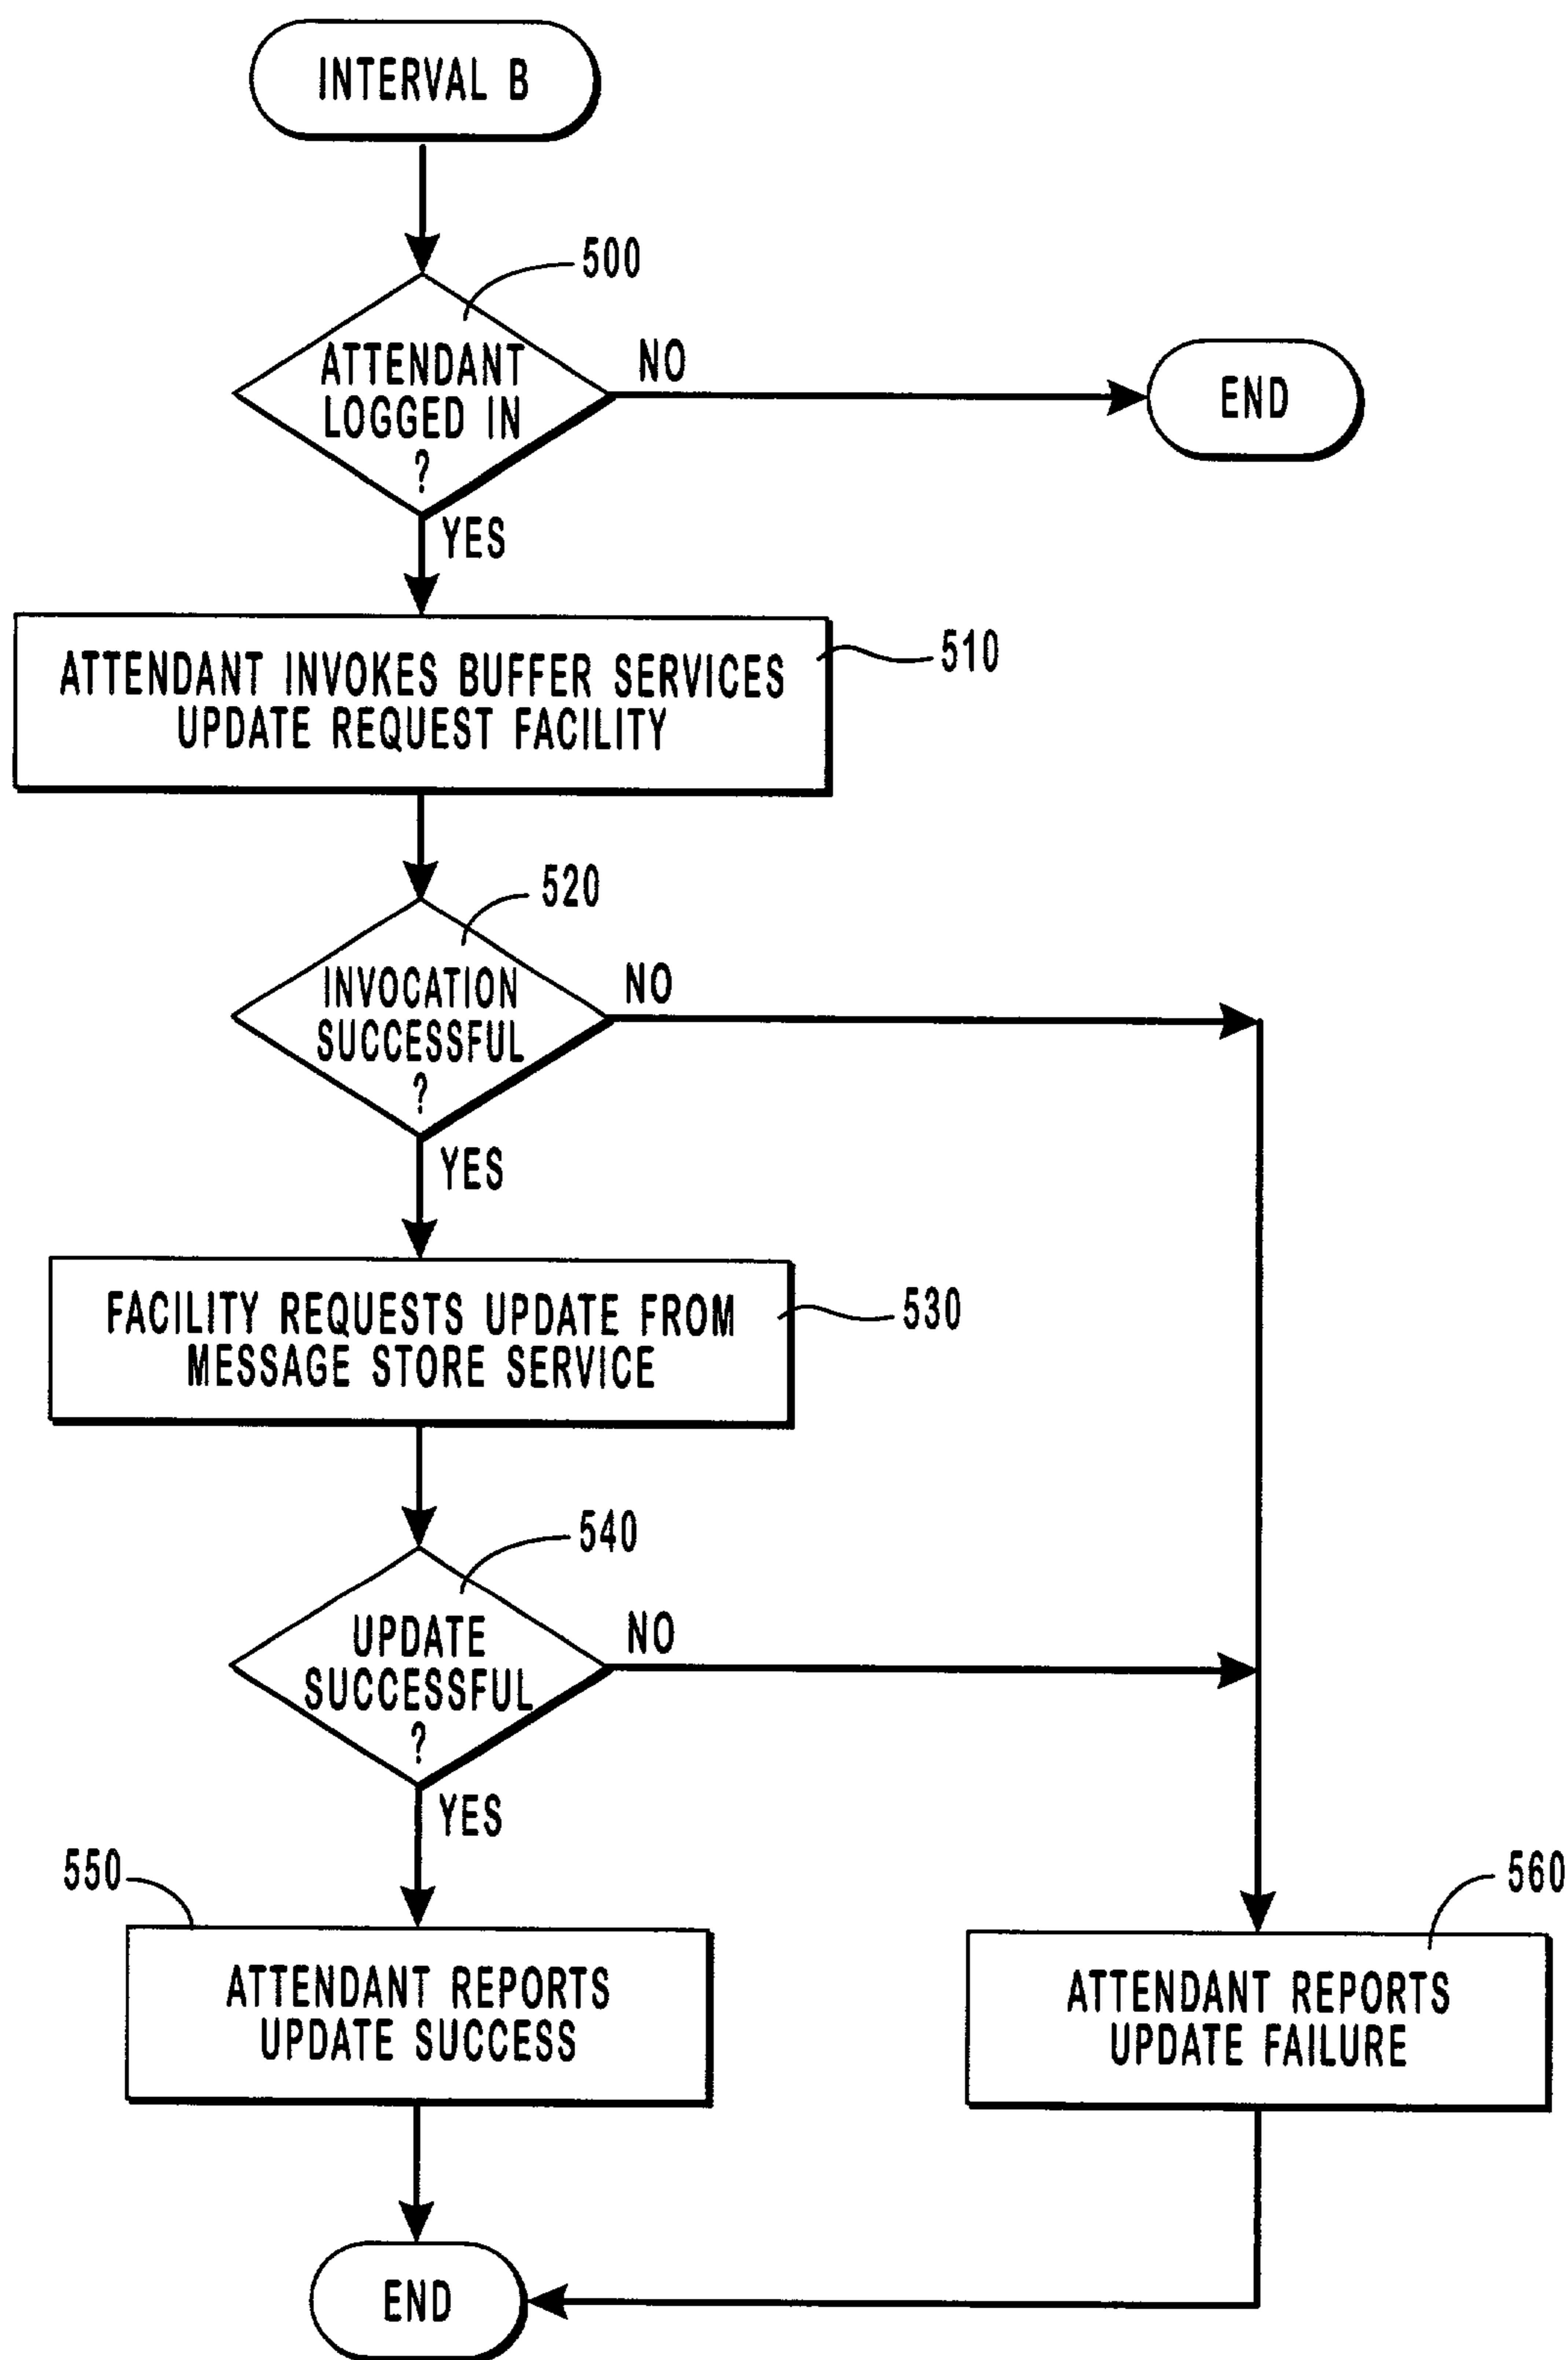 INTERVAL B
500
ATTENDANT
LOGGED IN
?
NO
END
YES
ATTENDANT INVOKES BUFFER SERVICES
UPDATE REQUEST FACILITY
510
520
INVOCATION
SUCCESSFUL
?
NO
YES
FACILITY REQUESTS UPDATE FROM
MESSAGE STORE SERVICE
530
540
UPDATE
SUCCESSFUL
?
NO
YES
550
ATTENDANT REPORTS
UPDATE SUCCESS
560
ATTENDANT REPORTS
UPDATE FAILURE
END